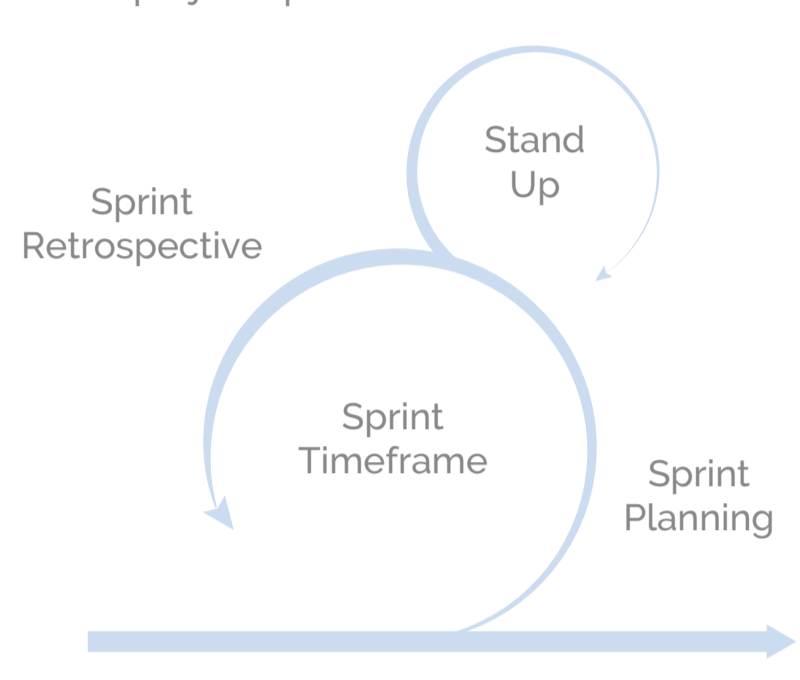 Stand
Up
Sprint
Retrospective
Sprint
Timeframe
Sprint
Planning